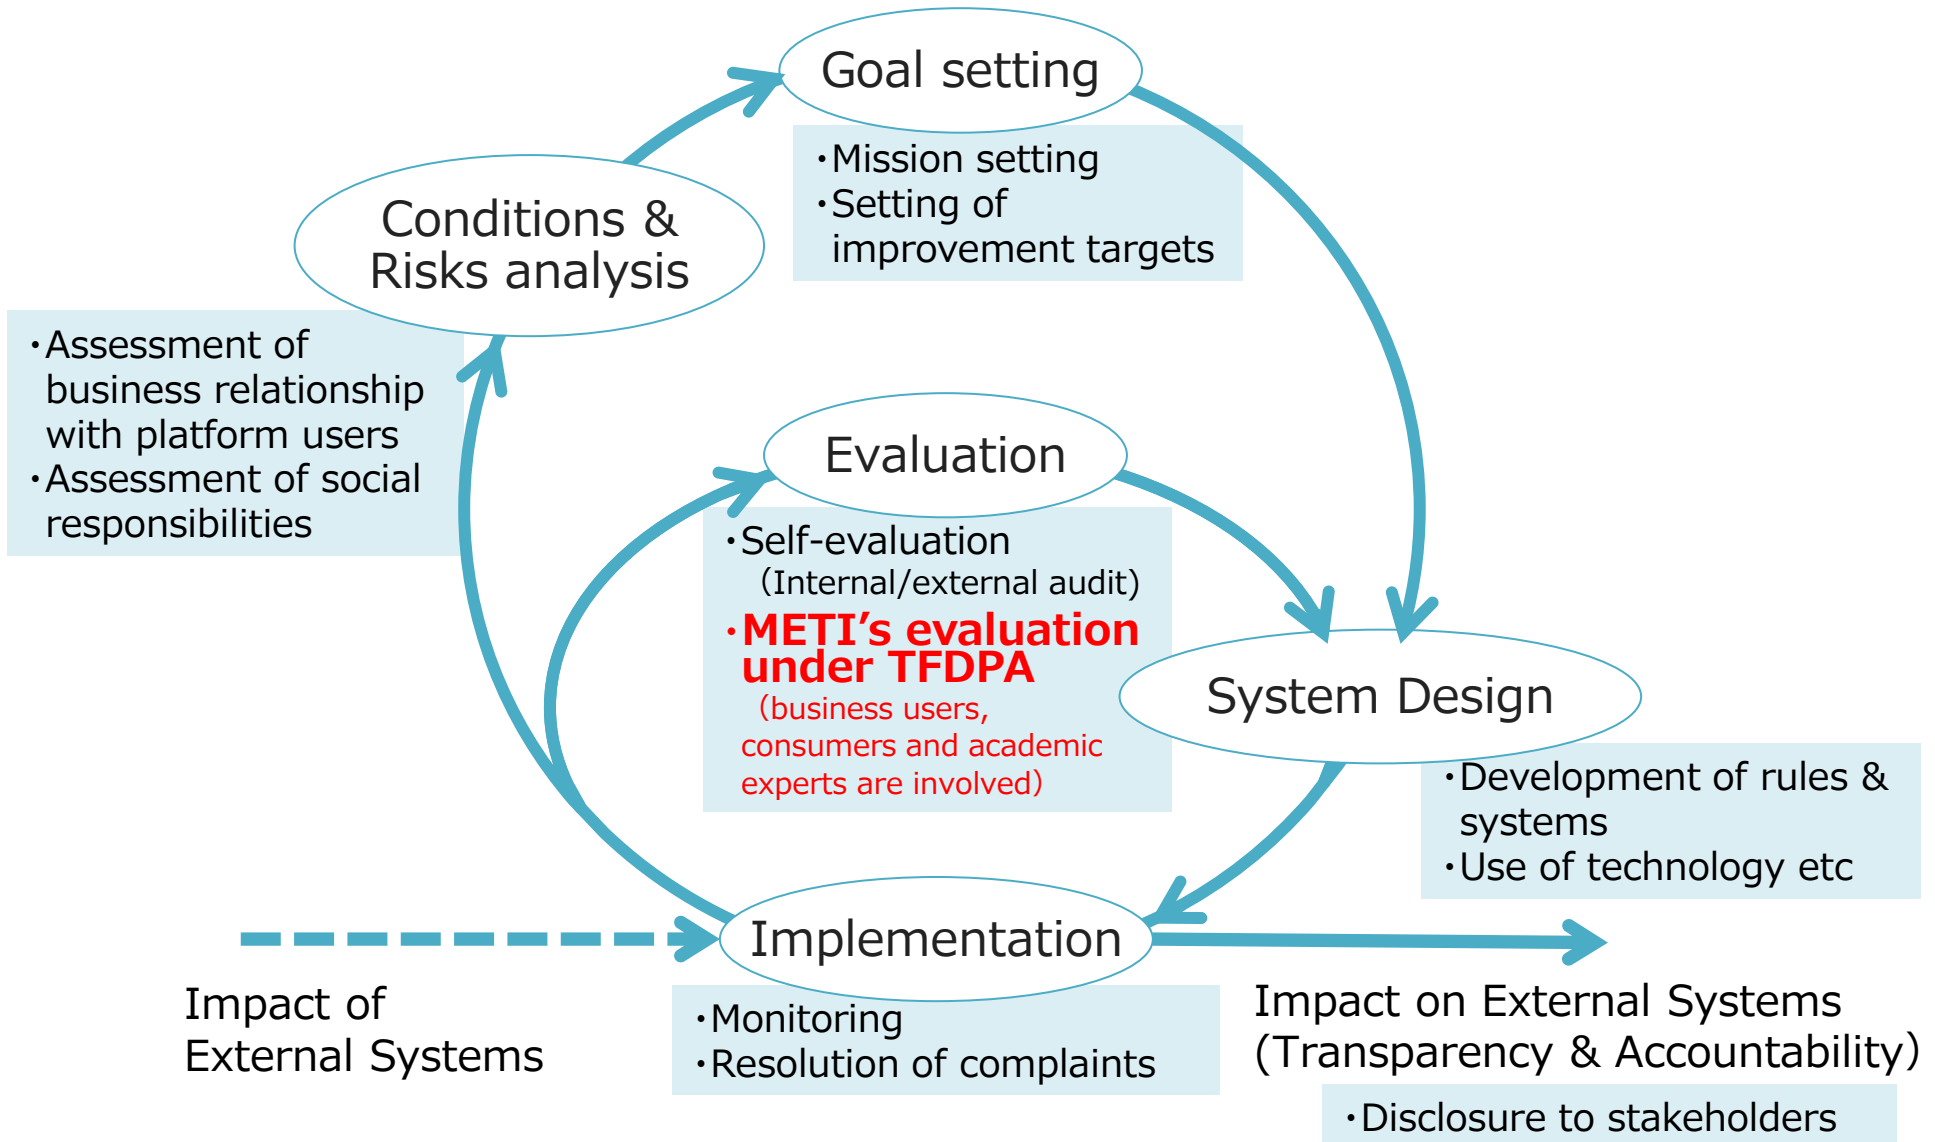 Goal setting
・Mission setting
・Setting of
improvement targets
Conditions &
Risks analysis
・Assessment of
business relationship
with platform users
・Assessment of social
responsibilities
Evaluation
・Self-evaluation
（Internal/external audit)
・METI’s evaluation
under TFDPA
（business users,
consumers and academic
experts are involved）
System Design
・Development of rules &
systems
・Use of technology etc
Implementation
・Monitoring
・Resolution of complaints
Impact of
External Systems
Impact on External Systems
(Transparency & Accountability）
・Disclosure to stakeholders